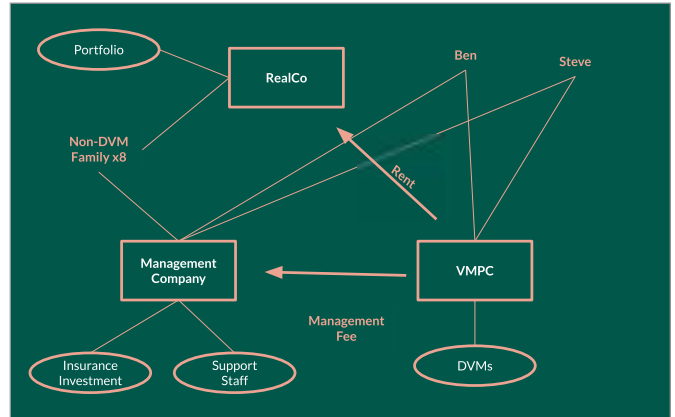 Portfolio
RealCo
Ben
Steve
Non-DVM
Family x8
Rent
Management
Company
VMPC
Management
Fee
Insurance
Investment
Support
Staff
DVMs